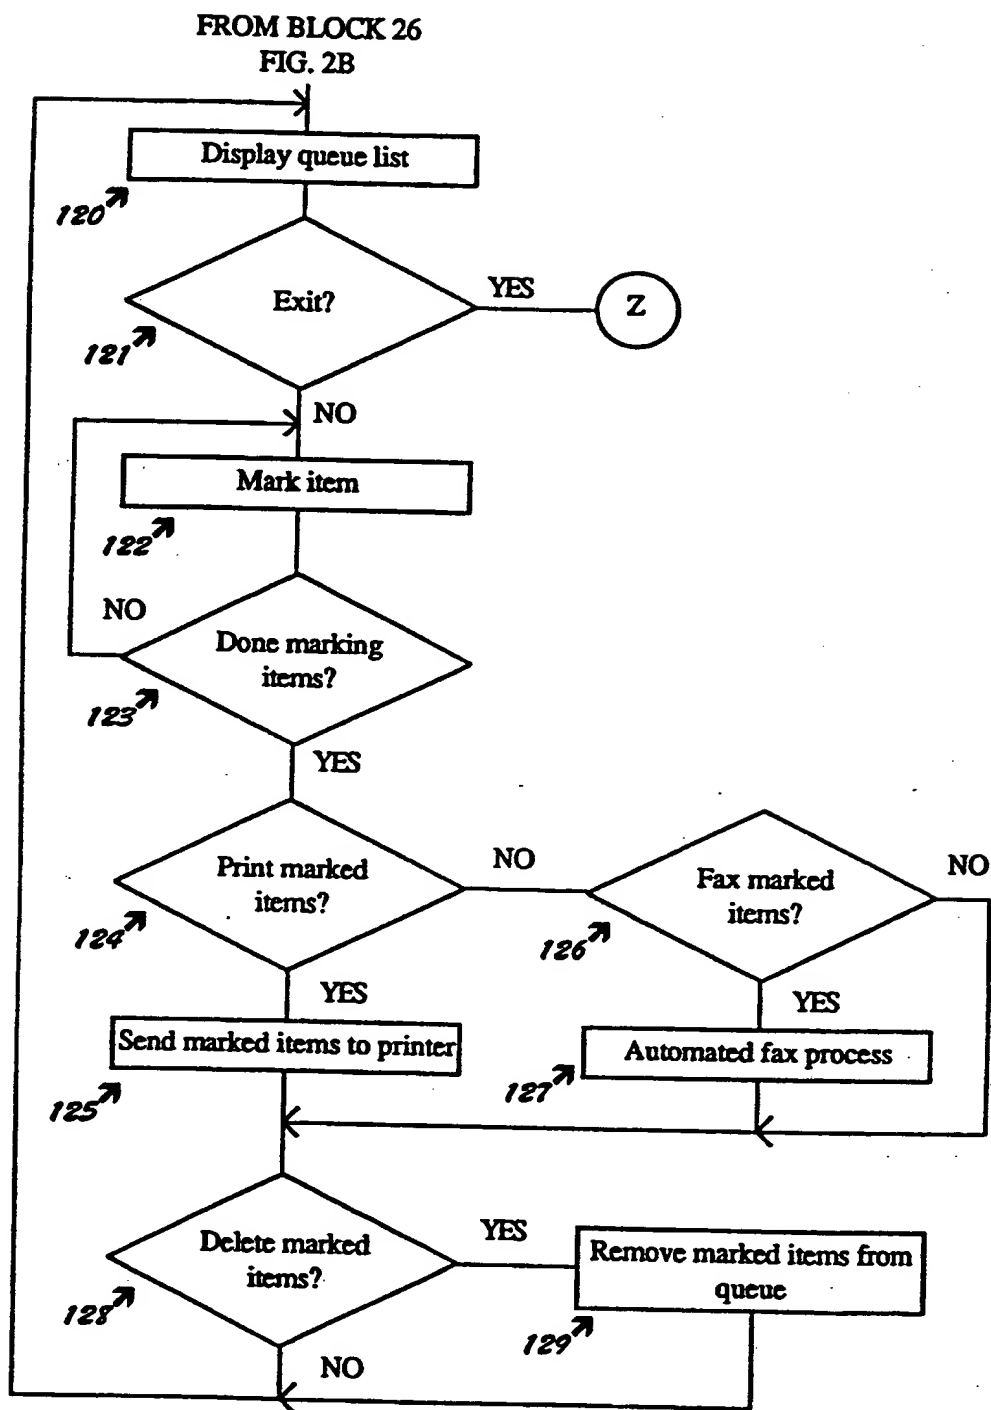 FROM BLOCK 26
FIG. 2B
Display queue list
120
Exit?
YES
Z
121
NO
Mark item
122
NO
Done marking
items?
123
YES
Print marked
items?
NO
Fax marked
items?
NO
124
126
YES
YES
Send marked items to printer
Automated fax process
125
127
Delete marked
items?
YES
Remove marked items from
queue
128
129
NO